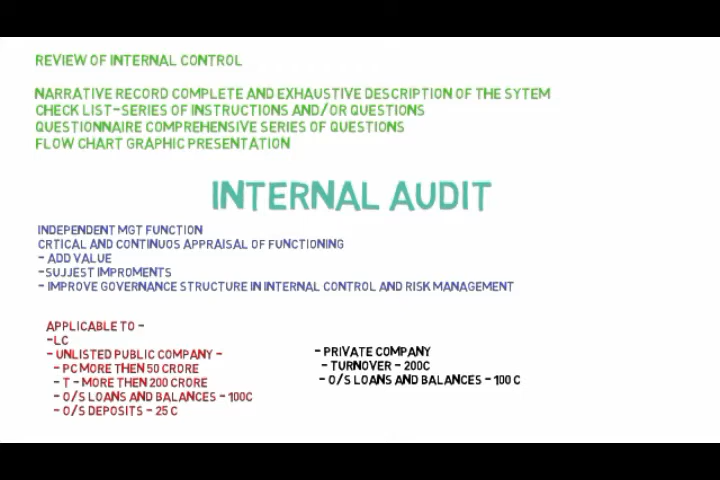 REVIEW OF INTERNAL CONTROL
NARRATIVE RECORD COMPLETE AND EXHAUSTIVE DESCRIPTION OF THE SYTEM
CHECK LIST-SERIES OF INSTRUCTIONS AND/OR QUESTIONS
QUESTIONNAIRE COMPREHENSIVE SERIES OF QUESTIONS
FLOW CHART GRAPHIC PRESENTATION
INTERNAL AUDIT
INDEPENDENT MGT FUNCTION
CRTICAL AND CONTINUOS APPRAISAL OF FUNCTIONING
- ADD VALUE
-SUJJEST IMPROMENTS
- IMPROVE GOVERNANCE STRUCTURE IN INTERNAL CONTROL AND RISK MANAGEMENT
APPLICABLE TO -
-LC
- UNLISTED PUBLIC COMPANY -
- PC MORE THEN 50 CRORE
- T - MORE THEN 200 CRORE
- O/S LOANS AND BALANCES - 100C
- O/S DEPOSITS - 25 C
- PRIVATE COMPANY
- TURNOVER - 200C
- O/S LOANS AND BALANCES - 100 C